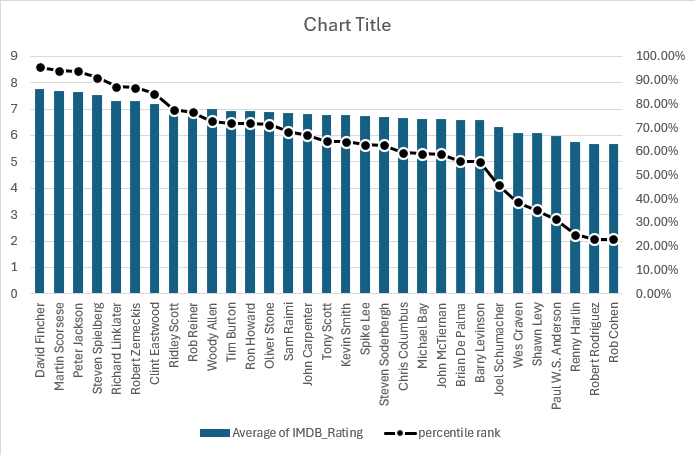 Chart Title
9
8
7
6
5
4
3
2
1
0
100.00%
90.00%
80.00%
70.00%
60.00%
50.00%
40.00%
30.00%
20.00%
10.00%
0.00%
David Fincher
Martin Scorsese
Peter Jackson
Steven Spielberg
Richard Linklater
Robert Zemeckis
Clint Eastwood
Ridley Scott
Rob Reiner
Woody Allen
Tim Burton
Ron Howard
Oliver Stone
Sam Raimi
John Carpenter
Tony Scott
Kevin Smith
Spike Lee
Steven Soderbergh
Chris Columbus
Michael Bay
John McTiernan
Brian De Palma
Barry Levinson
Joel Schumacher
Wes Craven
Shawn Levy
Paul W.S. Anderson
Renny Harlin
Robert Rodriguez
Rob Cohen
Average of IMDB_Rating
percentile rank